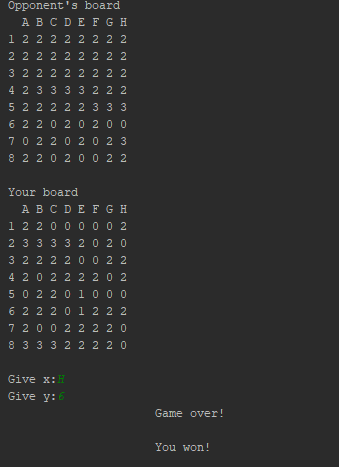 Opponent's board
A B C D E F G H
1 2 2 2 2 2 2 2 2
2 2 2 2 2 2 2 2 2
3 2 2 2 2 2 2 2 2
4 2 3 3 3 3 2 2 2
5 2 2 2 2 2 3 3 3
6 2 2 0 2 0 2 0 0
7 0 2 2 0 2 0 2 3
8 2 2 0 2 0 0 2 2
Your board
A B C D E F G H
1 2 2 0 0 0 0 0 2
2 3 3 3 3 2 0 2 0
3 2 2 2 2 0 0 2 2
4 2 0 2 2 2 2 0 2
5 0 2 2 0 1 0 0 0
6 2 2 2 0 1 2 2 2
7 2 0 0 2 2 2 2 0
8 3 3 3 2 2 2 2 0
Give x:H
Give y:6
Game over!
You won!